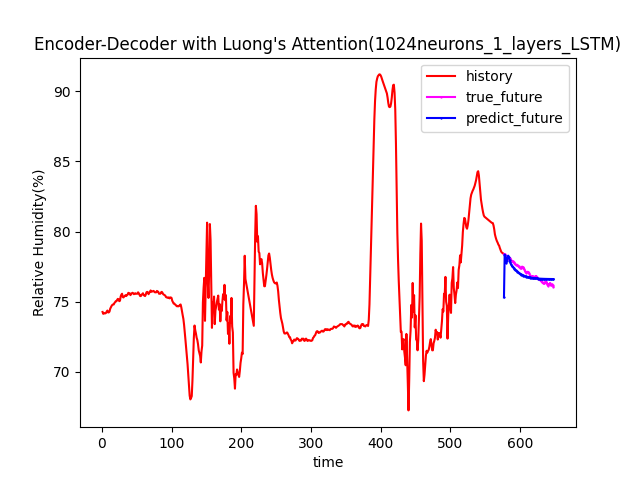 Encoder-Decoder with Luong's Attention(1024neurons_1_layers_LSTM)
history
true_future
predict_future
Relative Humidity(%)
90
85
80
75
70
0 100 200 300 400 500 600
time